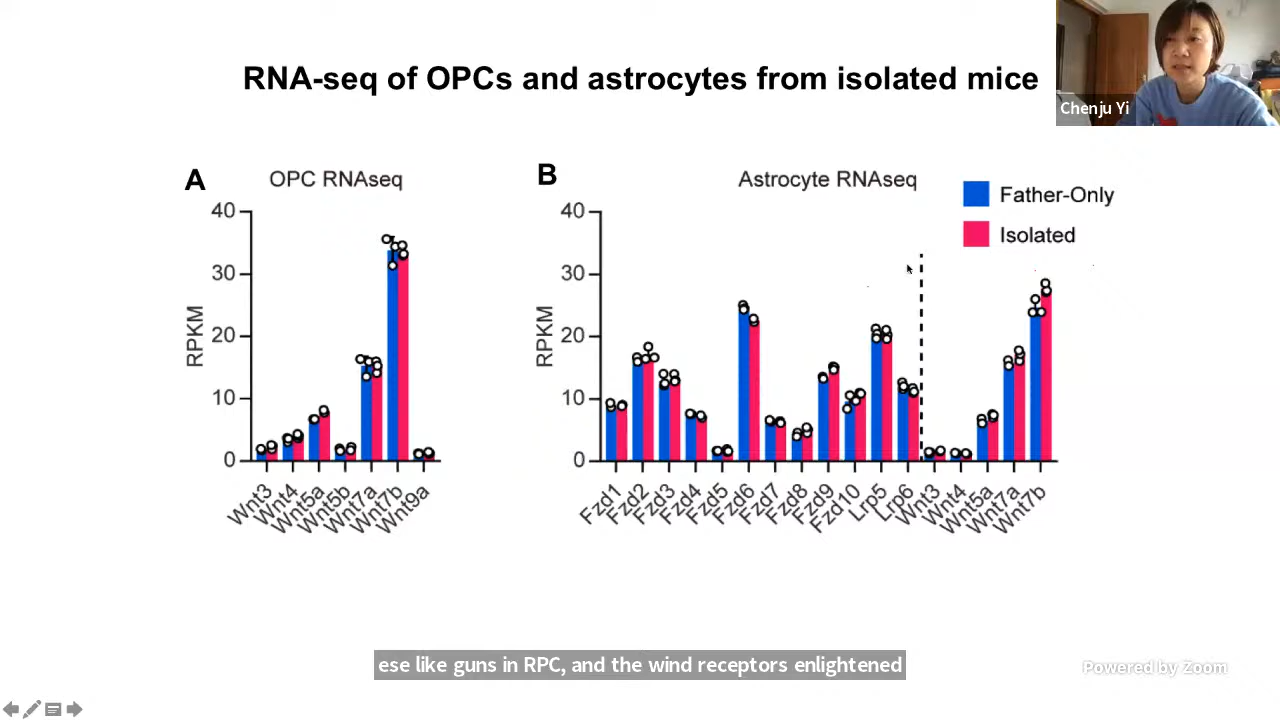 RNA-seq of OPCs and astrocytes from isolated mice
Chenju Yi
A
OPC RNAseq
40
30
20
10
0
RPKM
Wnt3
Wnt4
Wnt5a
Wnt5b
Wnt7a
Wnt7b
Wnt9a
B
Astrocyte RNAseq
Father-Only
Isolated
40
30
20
10
0
RPKM
Fzd1
Fzd2
Fzd3
Fzd4
Fzd5
Fzd6
Fzd7
Fzd8
Fzd9
Fzd10
Lrp5
Lrp6
Wnt3
Wnt4
Wnt5a
Wnt7a
Wnt7b
ese like guns in RPC, and the wind receptors enlightened
Powered by Zoom